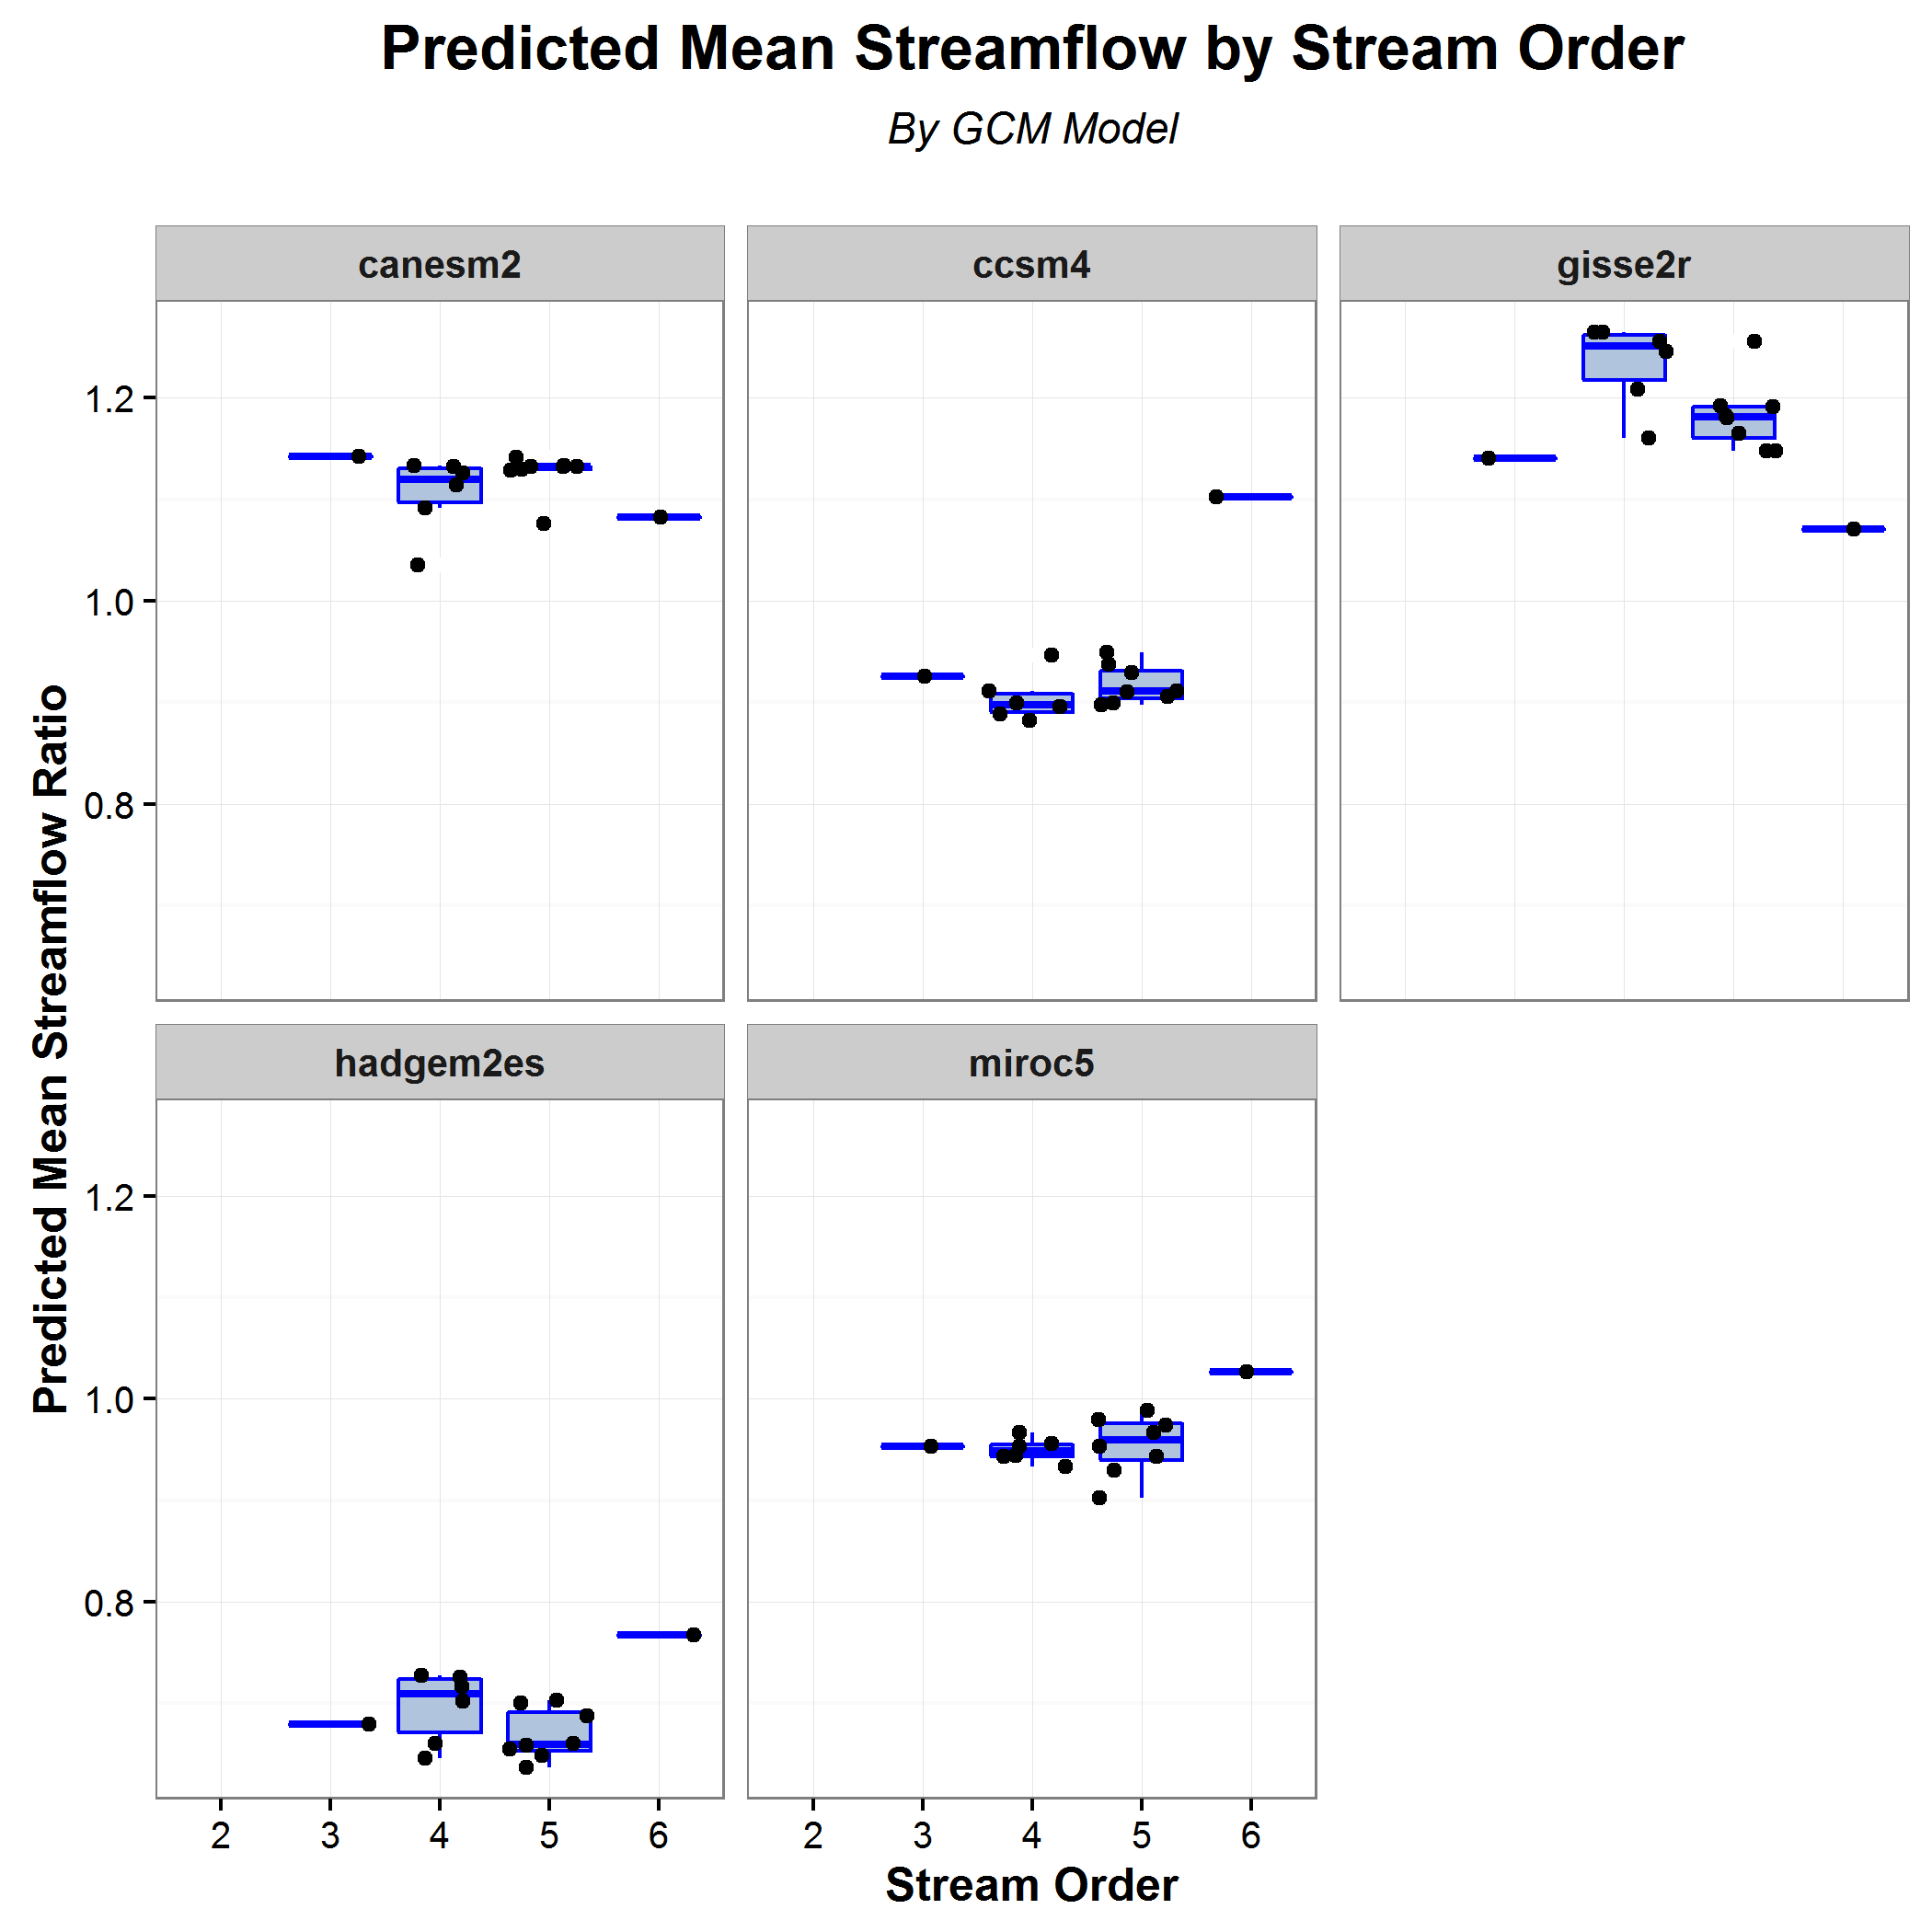 Predicted Mean Streamflow by Stream Order
By GCM Model
canesm2
ccsm4
gisse2r
1.2
1.0
0.8
Predicted Mean Streamflow Ratio
hadgem2es
miroc5
1.2
1.0
0.8
2 3 4 5 6
2 3 4 5 6
Stream Order